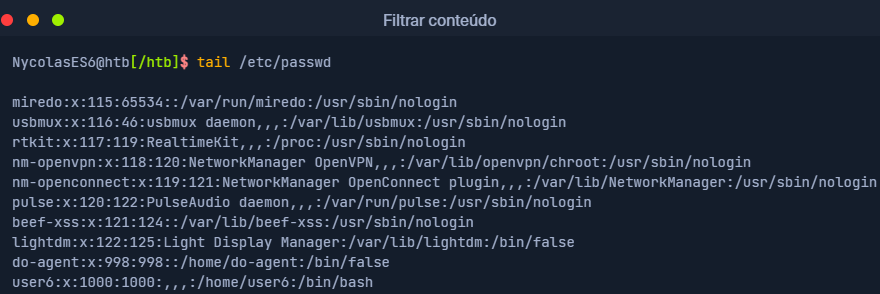 Filtrar conteúdo
NycolasES6@htb[/htb]$ tail /etc/passwd
miredo:x:115:65534::/var/run/miredo:/usr/sbin/nologin
usbmux:x:116:46:usbmux daemon,,,:/var/lib/usbmux:/usr/sbin/nologin
rtkit:x:117:119:RealtimeKit,,,:/proc:/usr/sbin/nologin
nm-openvpn:x:118:120:NetworkManager OpenVPN,,,:/var/lib/openvpn/chroot:/usr/sbin/nologin
nm-openconnect:x:119:121:NetworkManager OpenConnect plugin,,,:/var/lib/NetworkManager:/usr/sbin/nologin
pulse:x:120:122:PulseAudio daemon,,,:/var/run/pulse:/usr/sbin/nologin
beef-xss:x:121:124::/var/lib/beef-xss:/usr/sbin/nologin
lightdm:x:122:125:Light Display Manager:/var/lib/lightdm:/bin/false
do-agent:x:998:998::/home/do-agent:/bin/false
user6:x:1000:1000:,,,:/home/user6:/bin/bash